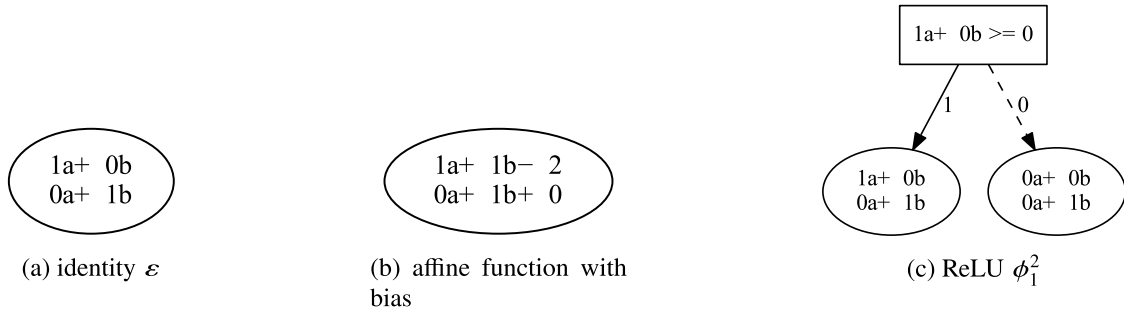 1a+ 0b >= 0
1
0
1a+ 0b
0a+ 1b
1a+ 1b− 2
0a+ 1b+ 0
1a+ 0b
0a+ 1b
0a+ 0b
0a+ 1b
(a) identity ε
(b) affine function with
bias
(c) ReLU ϕ₁²